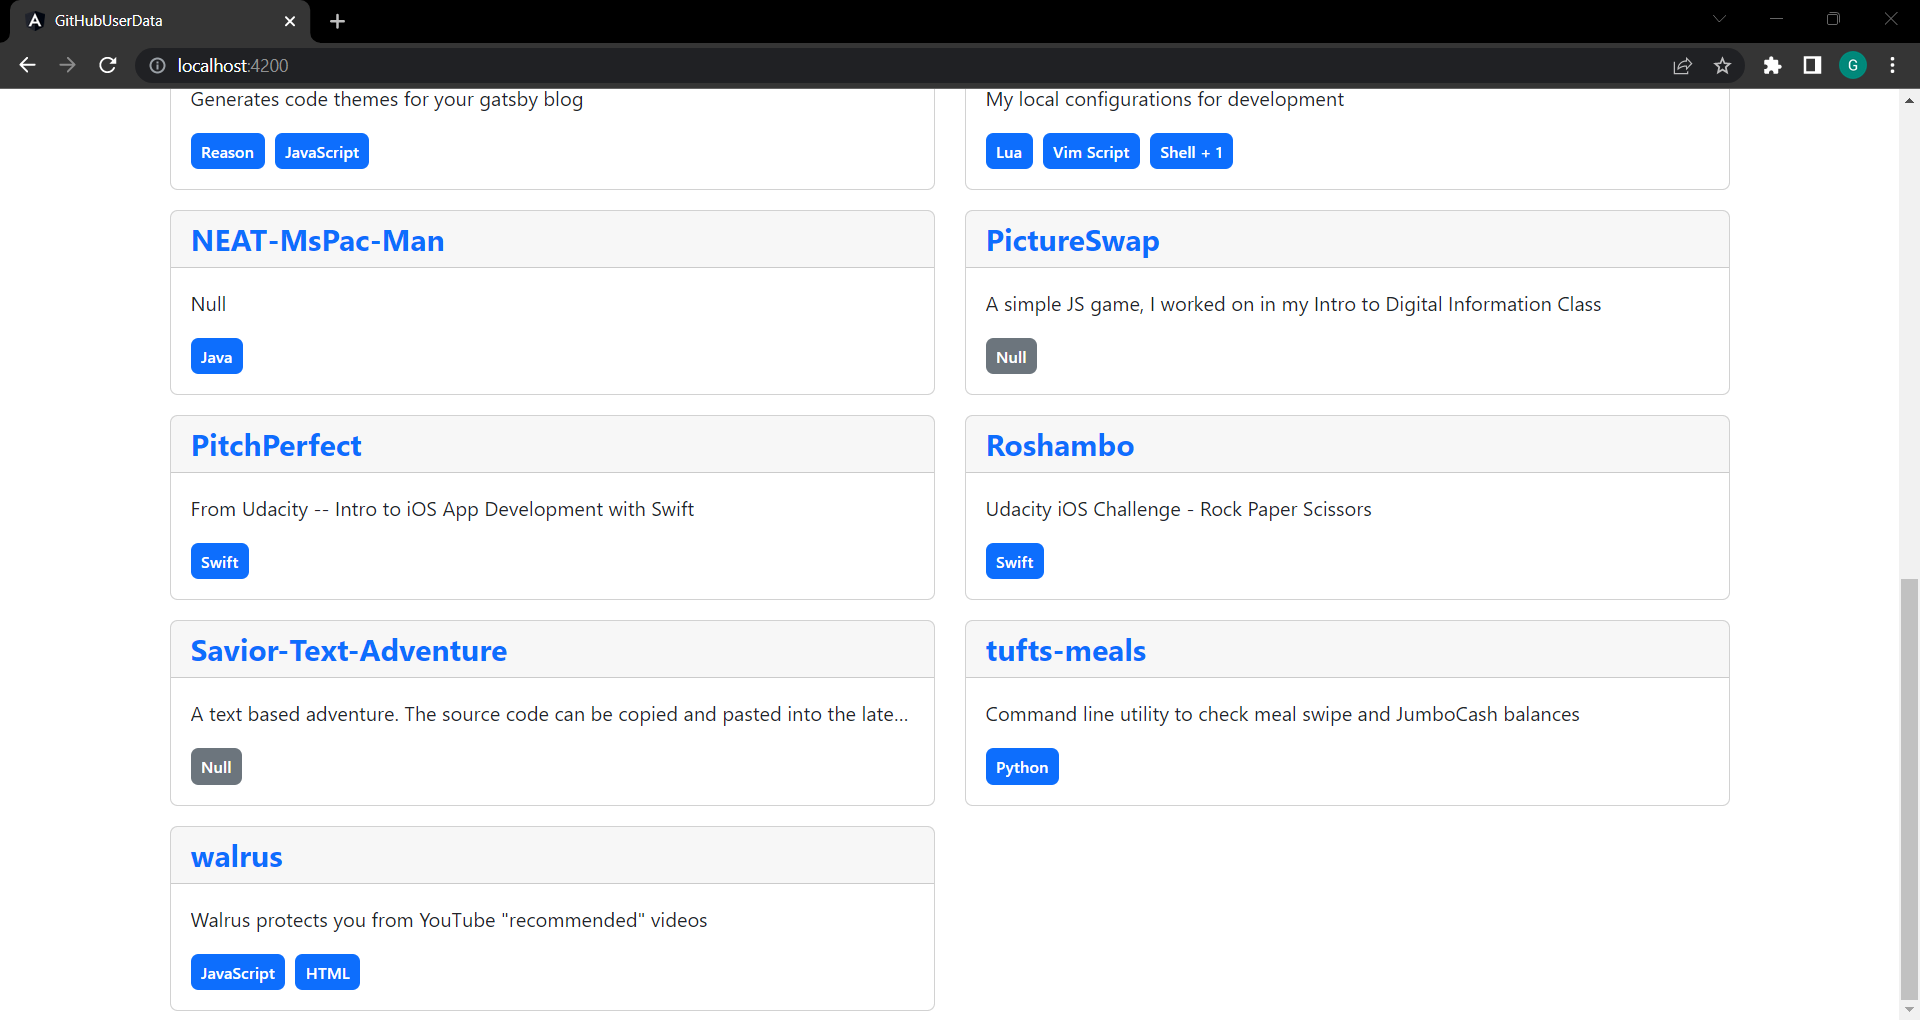 GitHubUserData
localhost:4200
G
Generates code themes for your gatsby blog
Reason JavaScript
My local configurations for development
Lua Vim Script Shell + 1
NEAT-MsPac-Man
Null
Java
PictureSwap
A simple JS game, I worked on in my Intro to Digital Information Class
Null
PitchPerfect
From Udacity -- Intro to iOS App Development with Swift
Swift
Roshambo
Udacity iOS Challenge - Rock Paper Scissors
Swift
Savior-Text-Adventure
A text based adventure. The source code can be copied and pasted into the late...
Null
tufts-meals
Command line utility to check meal swipe and JumboCash balances
Python
walrus
Walrus protects you from YouTube "recommended" videos
JavaScript HTML